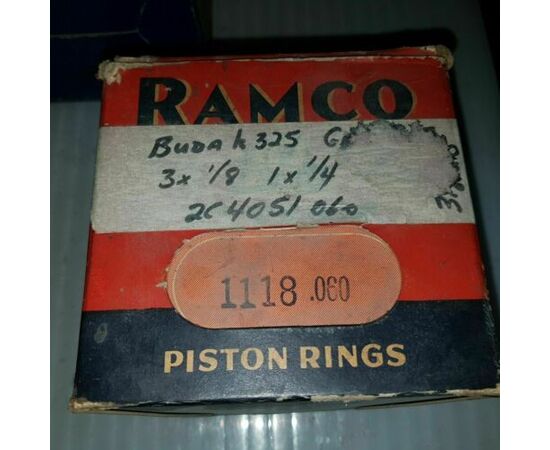 RAMCO
BUDA K325
3x 1/8 1x 1/4
2C4051 060
1118 .060
PISTON RINGS